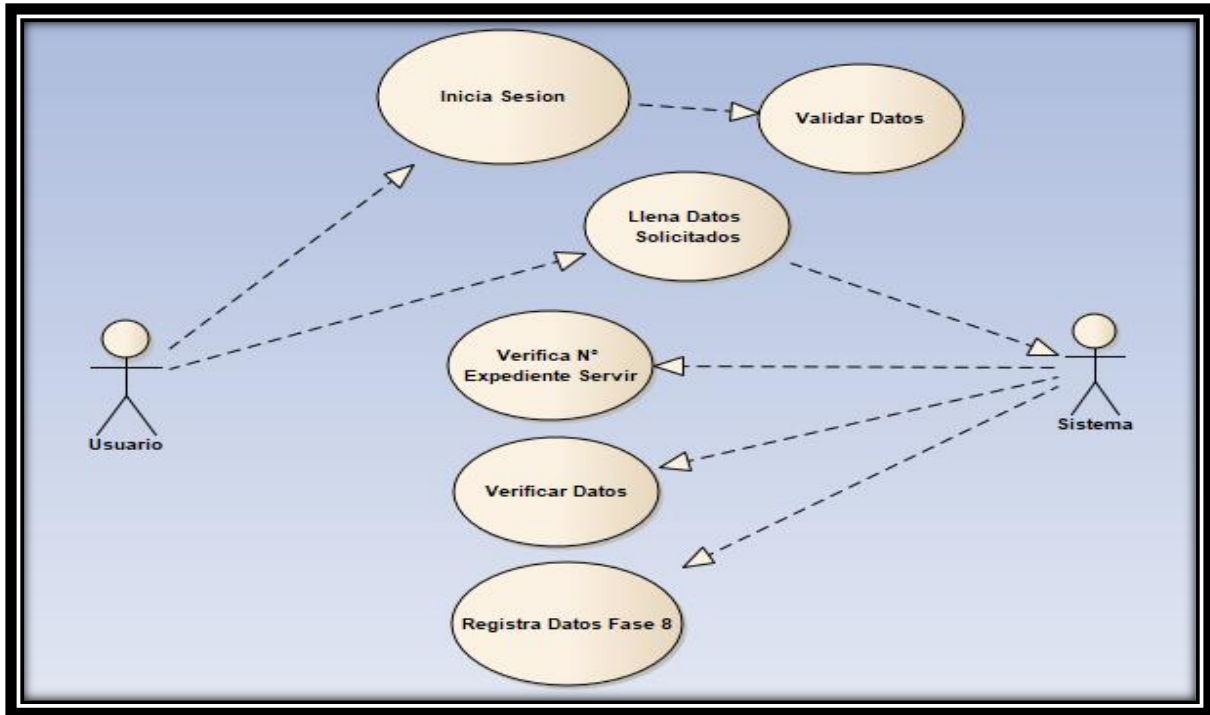 Inicia Sesion
Validar Datos
Llena Datos
Solicitados
Verifica N°
Expediente Servir
Usuario
Sistema
Verificar Datos
Registra Datos Fase 8